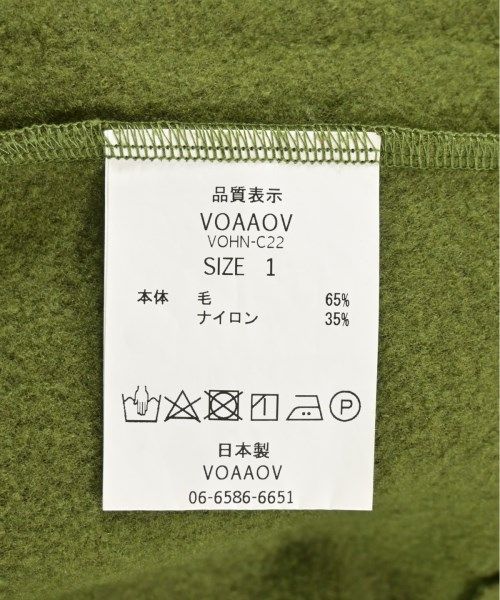 品質表示
VOAAOV
VOHN-C22
SIZE 1
本体 毛 65%
ナイロン 35%
P
日本製
VOAAOV
06-6586-6651